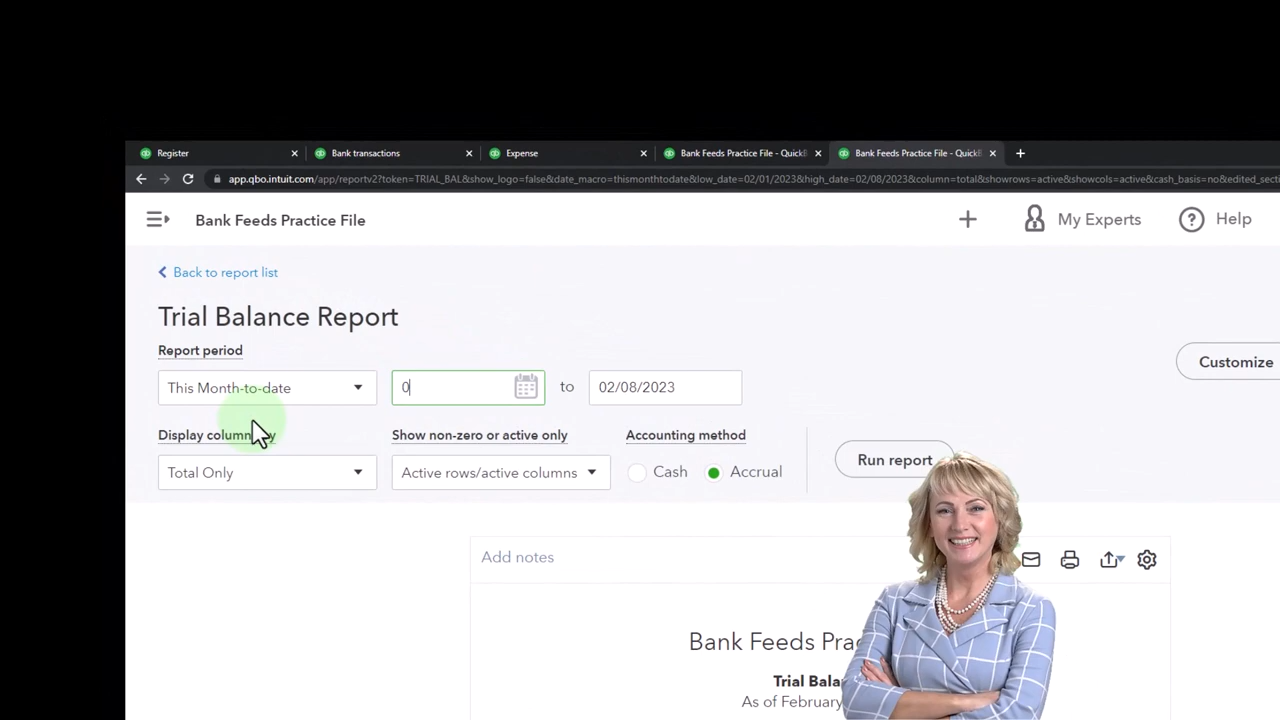 Register
Bank transactions
Expense
Bank Feeds Practice File - QuickB
Bank Feeds Practice File - QuickB
app.qbo.intuit.com/app/reportv2?token=TRIAL_BAL&show_logo=false&date_macro=thismonthtodate&low_date=02/01/2023&high_date=02/08/2023&column=total&showrows=active&showcols=active&cash_basis=no&edited_secti
Bank Feeds Practice File
My Experts
Help
Back to report list
Trial Balance Report
Report period
Customize
This Month-to-date
0
to
02/08/2023
Display column by
Show non-zero or active only
Accounting method
Total Only
Active rows/active columns
Cash
Accrual
Run report
Add notes
Bank Feeds Prac
Trial Bala
As of February